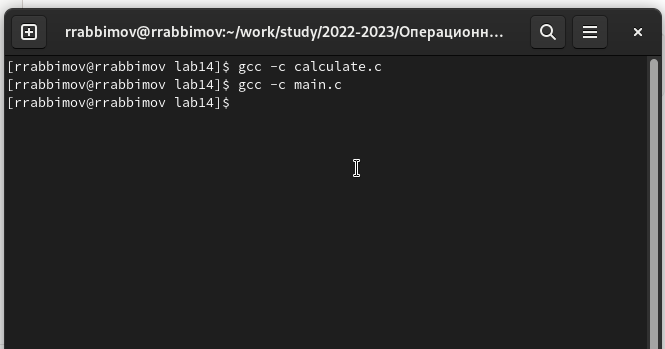 rrabbimov@rrabbimov:~/work/study/2022-2023/Операционн...
[rrabbimov@rrabbimov lab14]$ gcc -c calculate.c
[rrabbimov@rrabbimov lab14]$ gcc -c main.c
[rrabbimov@rrabbimov lab14]$